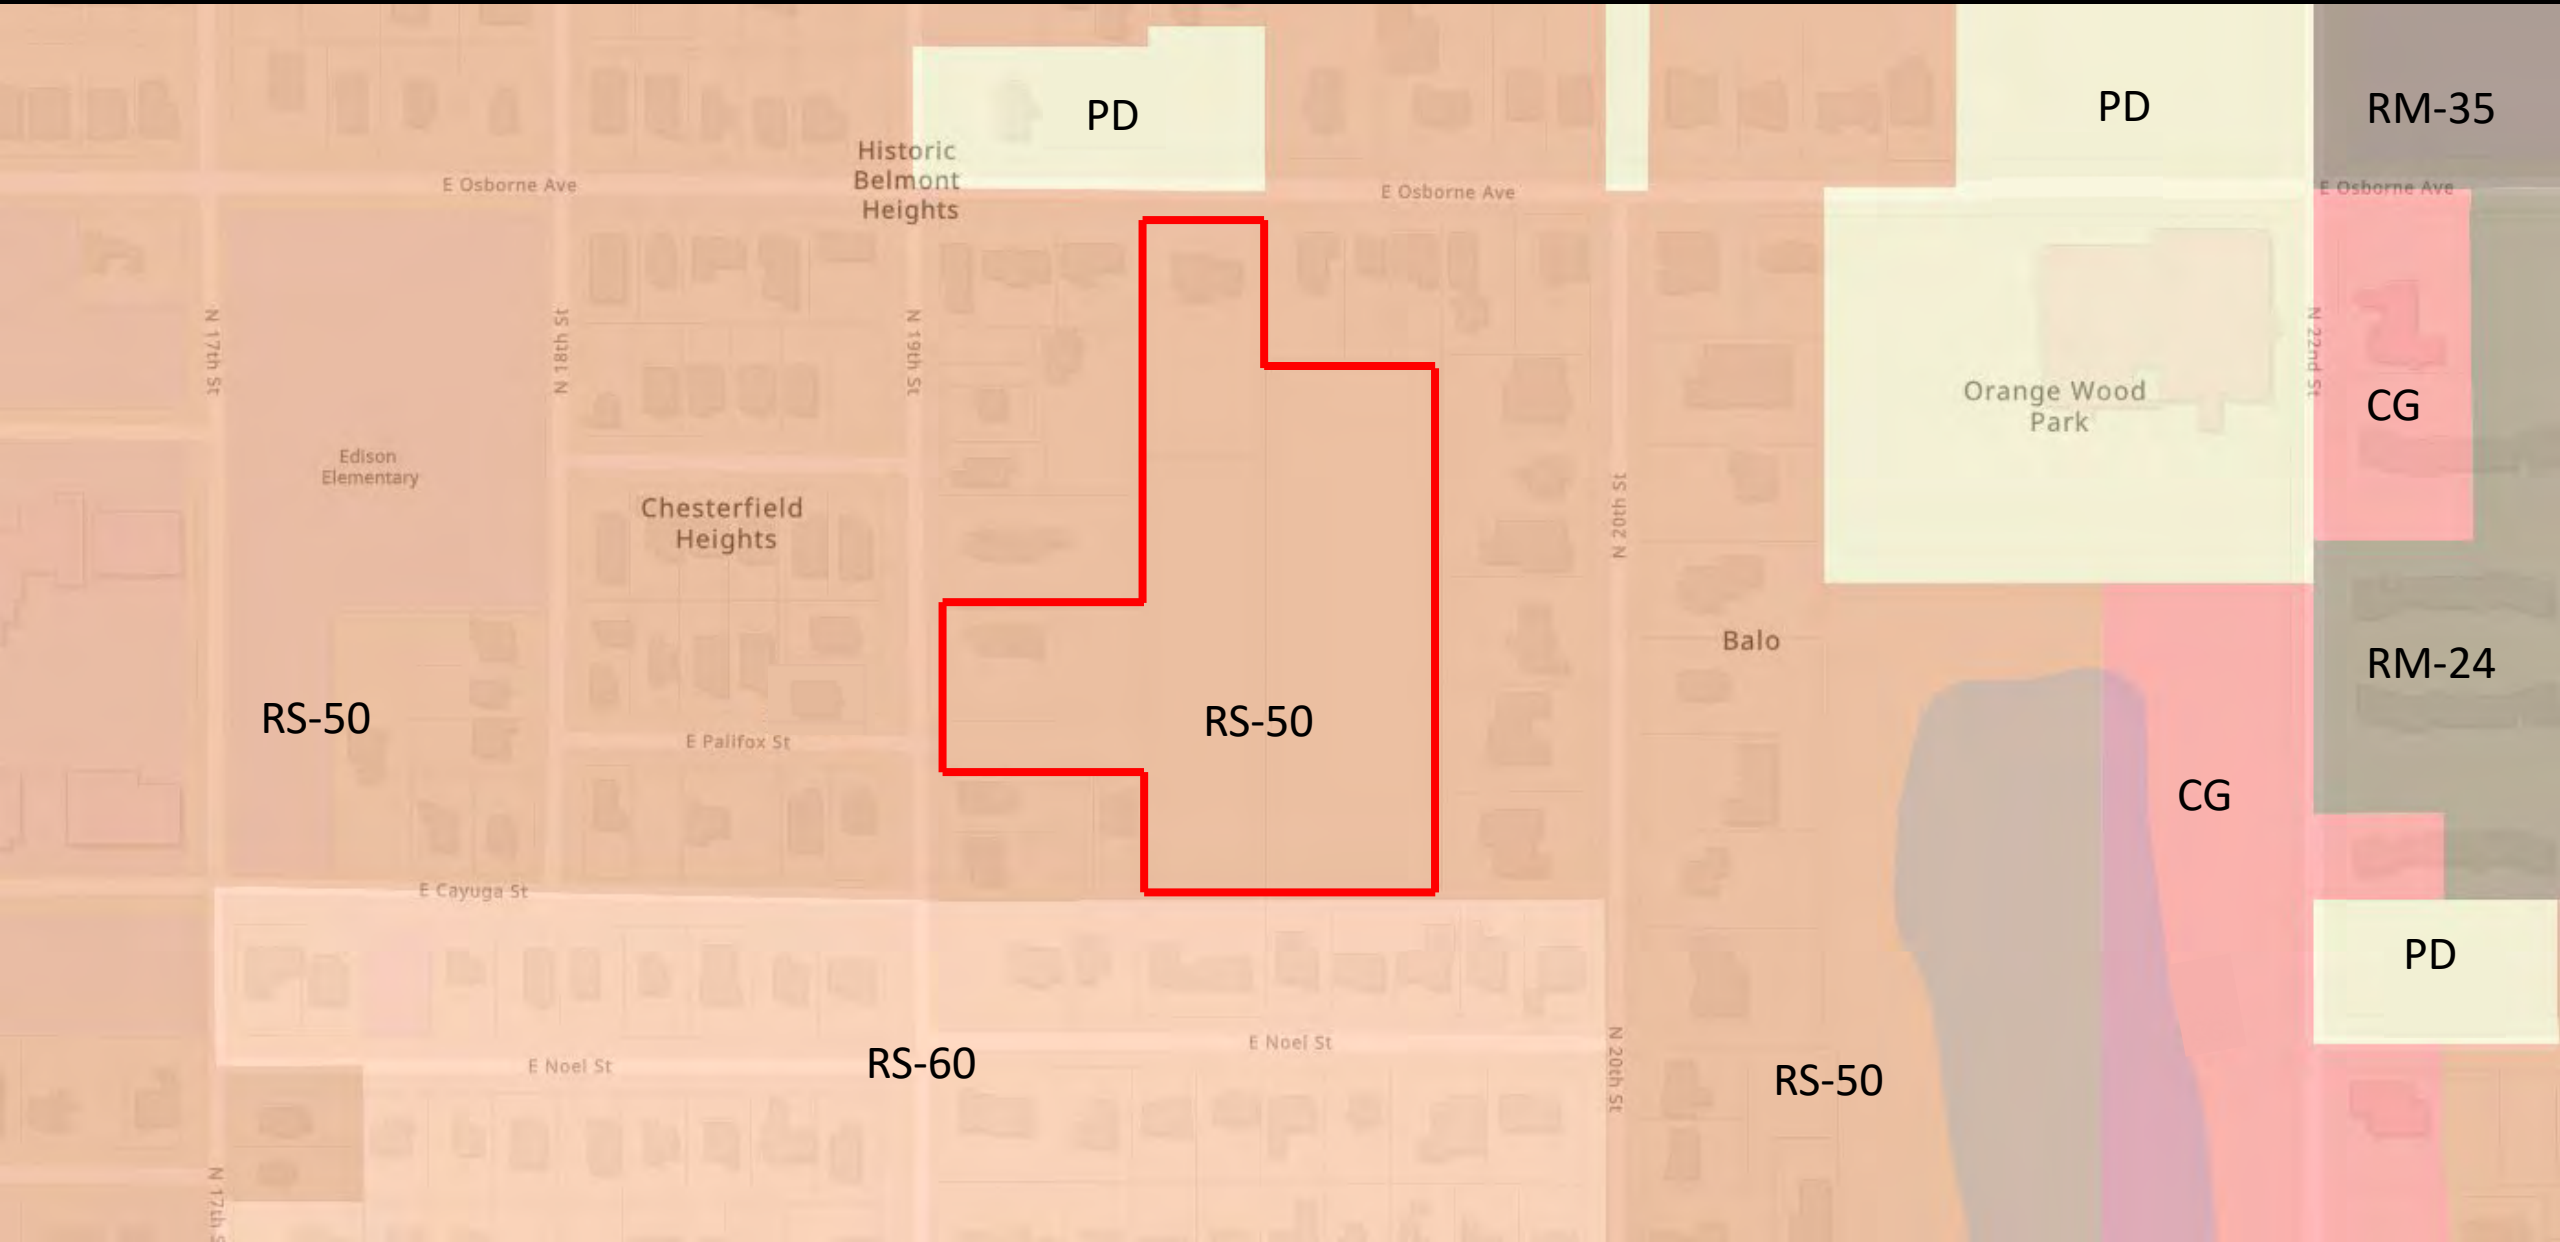 PD
PD
RM-35
Historic
Belmont
Heights
E Osborne Ave
E Osborne Ave
E Osborne Ave
N 17th St
N 18th St
N 19th St
N 22nd St
Orange Wood
Park
CG
Edison
Elementary
Chesterfield
Heights
N 20th St
Balo
RM-24
RS-50
RS-50
E Palifox St
CG
E Cayuga St
PD
E Noel St
E Noel St
RS-60
N 20th St
RS-50
N 17th S